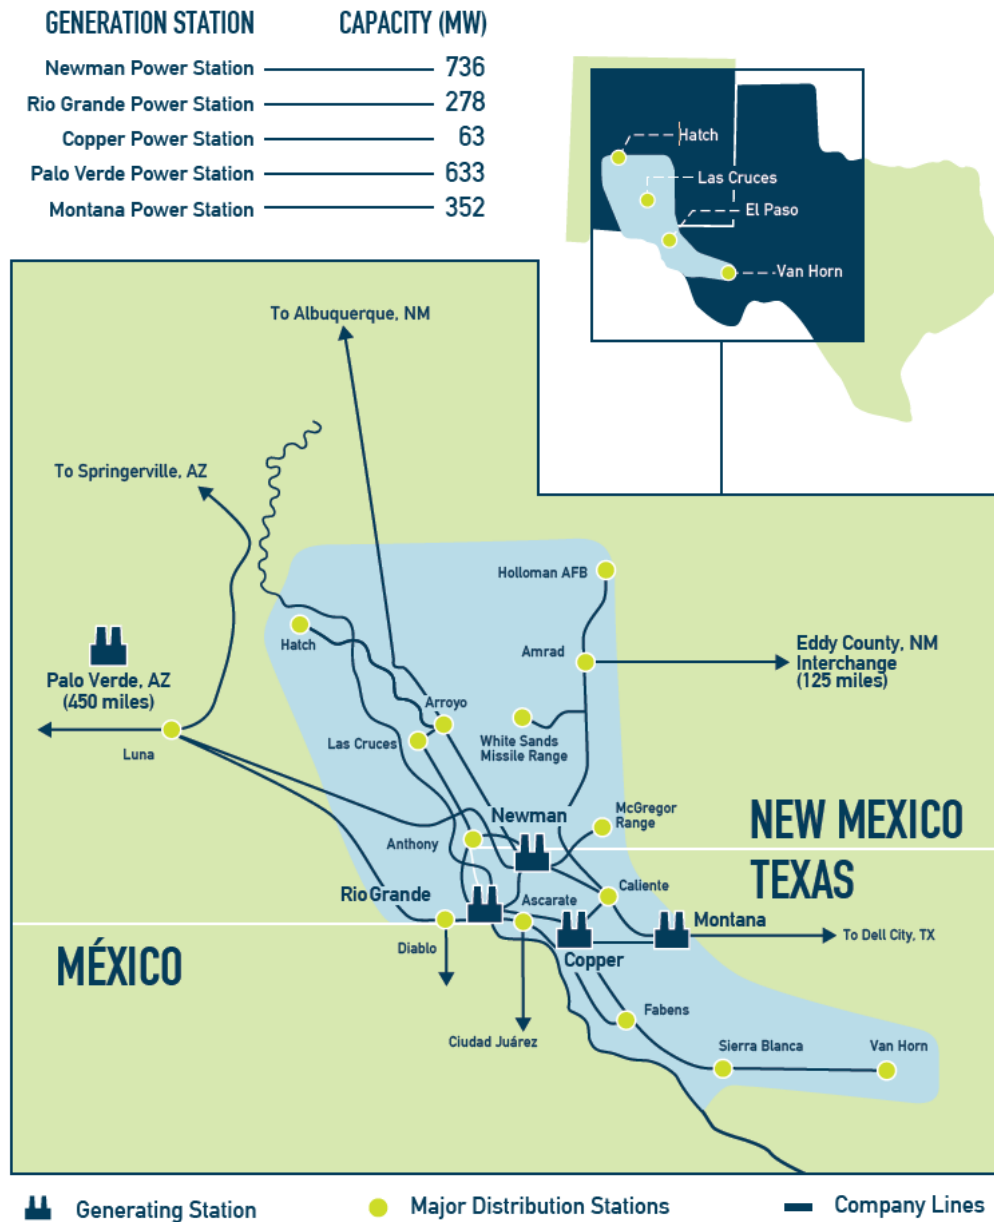 GENERATION STATION CAPACITY (MW)
Newman Power Station 736
Rio Grande Power Station 278
Copper Power Station 63
Palo Verde Power Station 633
Montana Power Station 352
Hatch
Las Cruces
El Paso
Van Horn
To Albuquerque, NM
To Springerville, AZ
Holloman AFB
Hatch
Amrad
Eddy County, NM
Interchange
(125 miles)
Palo Verde, AZ
(450 miles)
Arroyo
Luna
Las Cruces
White Sands
Missile Range
Newman
McGregor
Range
NEW MEXICO
Anthony
TEXAS
Rio Grande
Ascarate
Caliente
Montana
Diablo
To Dell City, TX
MÉXICO
Copper
Fabens
Ciudad Juárez
Sierra Blanca
Van Horn
Generating Station
Major Distribution Stations
Company Lines